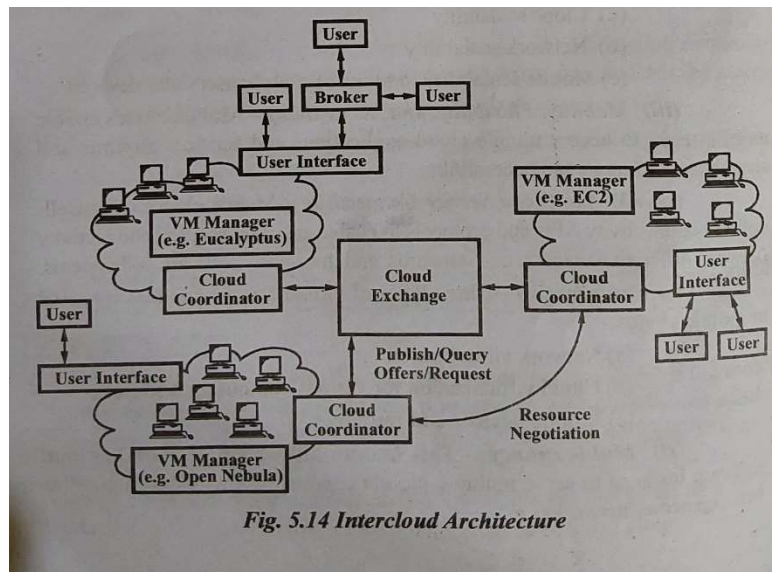 User
User
Broker
User
User Interface
VM Manager
(e.g. Eucalyptus)
Cloud
Coordinator
VM Manager
(e.g. EC2)
Cloud
Exchange
Cloud
Coordinator
User
Interface
User
User
User
User Interface
Publish/Query
Offers/Request
Cloud
Coordinator
Resource
Negotiation
VM Manager
(e.g. Open Nebula)
Fig. 5.14 Intercloud Architecture